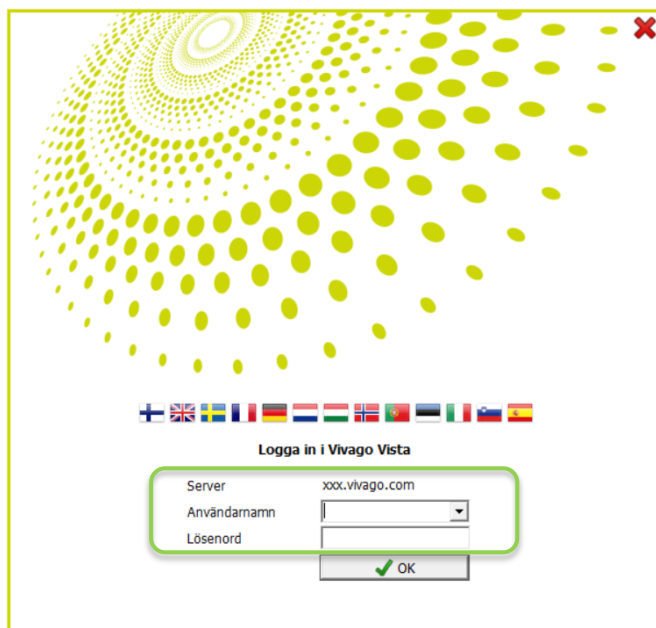 Logga in i Vivago Vista
Server xxx.vivago.com
Användarnamn
Lösenord
OK